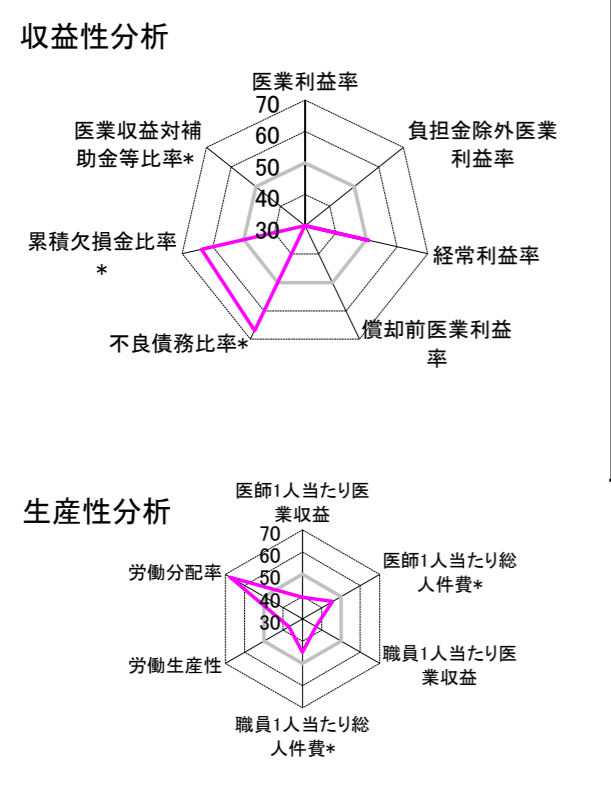 収益性分析
医業利益率
70
60
50
40
30
負担金除外医業
利益率
経常利益率
償却前医業利益
率
不良債務比率*
累積欠損金比率
*
医業収益対補
助金等比率*
生産性分析
医師1人当たり医
業収益
70
60
50
40
30
医師1人当たり総
人件費*
職員1人当たり医
業収益
職員1人当たり総
人件費*
労働生産性
労働分配率